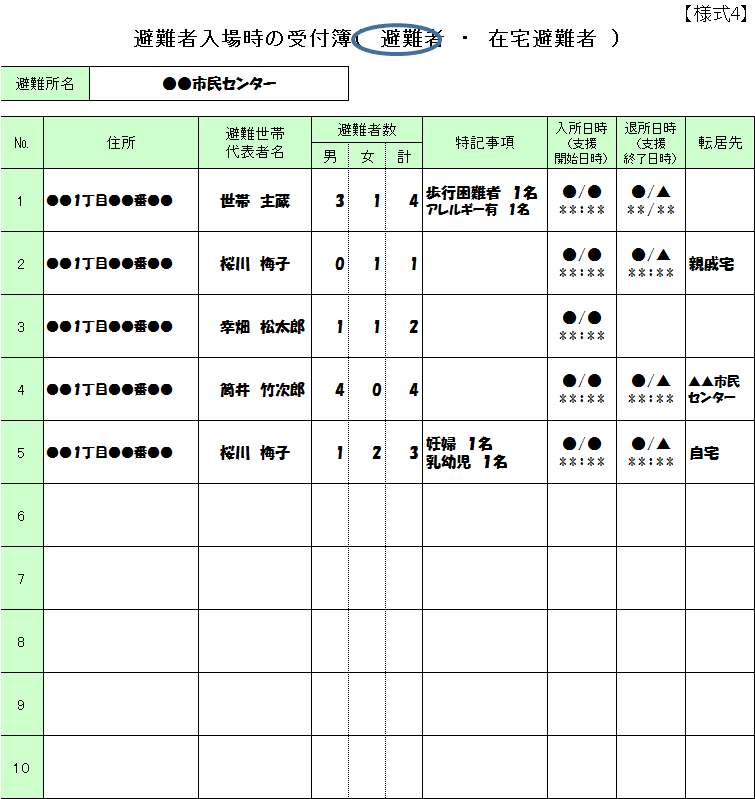 【様式4】
避難者入場時の受付簿( 避難者 ・ 在宅避難者 )
避難所名 ●●市民センター
No. 住所 避難世帯代表者名 避難者数 男 女 計 特記事項 入所日時(支援開始日時) 退所日時(支援終了日時) 転居先
1 ●●1丁目●●番●● 世帯 主蔵 3 1 4 歩行困難者 1名 アレルギー有 1名 ●/● **:** ●/▲ **/**
2 ●●1丁目●●番●● 桜川 梅子 0 1 1 ●/● **:** ●/▲ **:** 親戚宅
3 ●●1丁目●●番●● 幸畑 松太郎 1 1 2 ●/● **:**
4 ●●1丁目●●番●● 筒井 竹次郎 4 0 4 ●/● **:** ●/▲ **:** ▲▲市民センター
5 ●●1丁目●●番●● 桜川 梅子 1 2 3 妊婦 1名 乳幼児 1名 ●/● **:** ●/▲ **:** 自宅
6
7
8
9
10